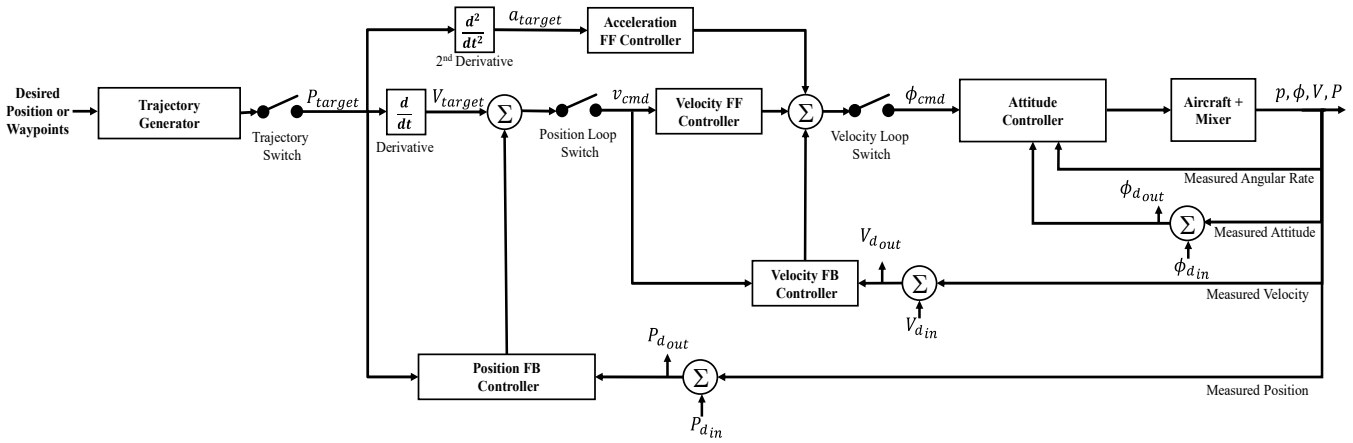 d²/dt²
a_target
2nd Derivative
Acceleration
FF Controller
Desired
Position or
Waypoints
Trajectory
Generator
Trajectory
Switch
P_target
d/dt
Derivative
V_target
Σ
Position Loop
Switch
v_cmd
Velocity FF
Controller
Σ
Velocity Loop
Switch
ϕ_cmd
Attitude
Controller
Aircraft +
Mixer
p, ϕ, V, P
Measured Angular Rate
ϕ_d_out
Σ
Measured Attitude
ϕ_d_in
Velocity FB
Controller
V_d_out
Σ
V_d_in
Measured Velocity
Position FB
Controller
P_d_out
Σ
P_d_in
Measured Position